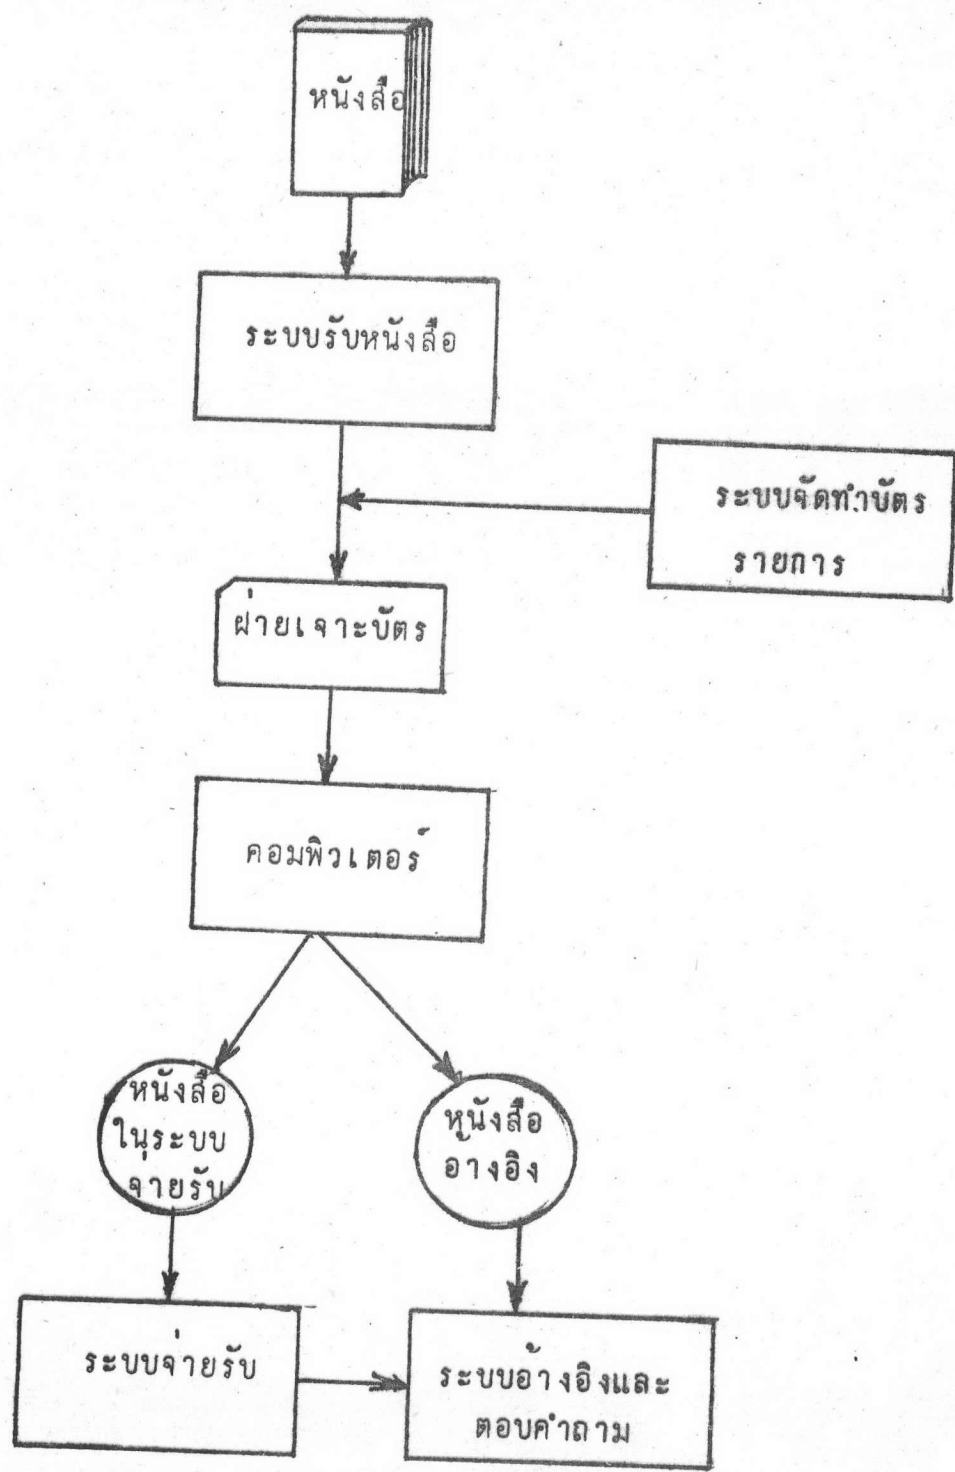 หนังสือ
ระบบรับหนังสือ
ระบบจัดทำบัตร
รายการ
ฝ่ายเจาะบัตร
คอมพิวเตอร์
หนังสือ
ในระบบ
จายรับ
หนังสือ
อ้างอิง
ระบบจ่ายรับ
ระบบอ้างอิงและ
ตอบคำถาม